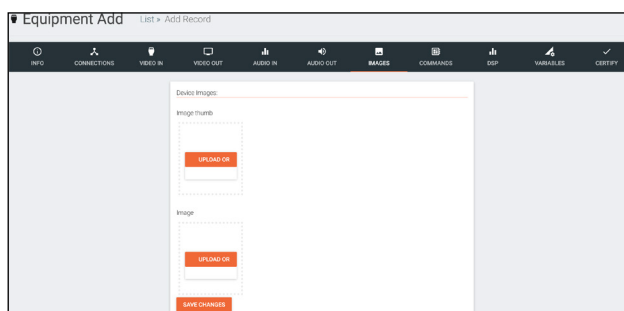 Equipment Add List » Add Record
INFO CONNECTIONS VIDEO IN VIDEO OUT AUDIO IN AUDIO OUT IMAGES COMMANDS DSP VARIABLES CERTIFY
Device Images:
Image thumb
UPLOAD OR
Image
UPLOAD OR
SAVE CHANGES